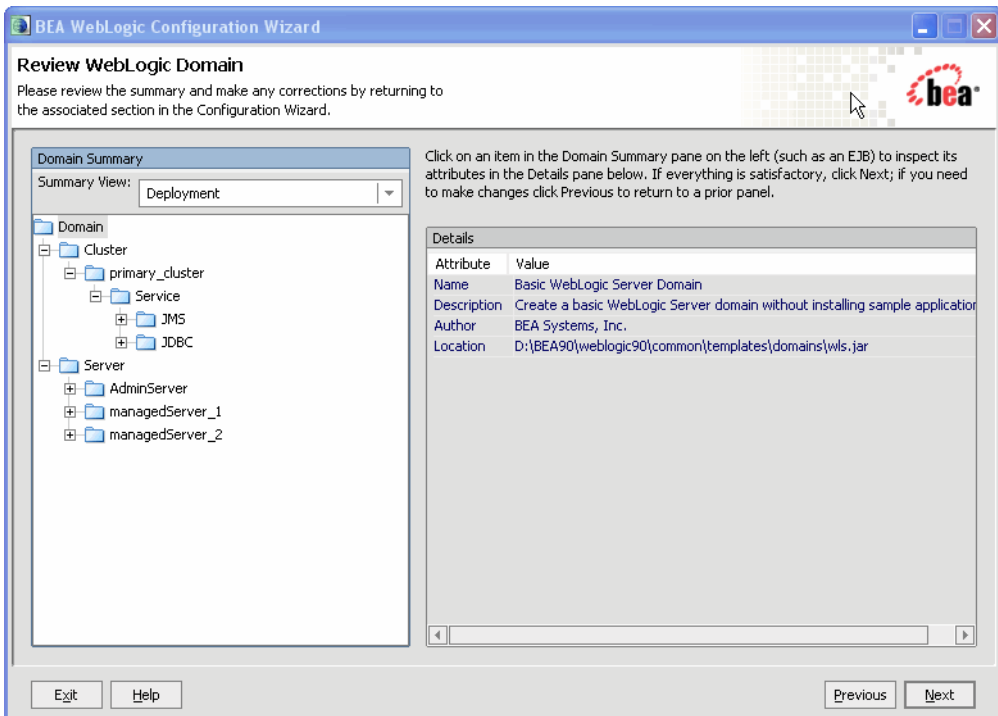 BEA WebLogic Configuration Wizard
Review WebLogic Domain
Please review the summary and make any corrections by returning to
the associated section in the Configuration Wizard.
bea
Domain Summary
Summary View:
Deployment
Domain
Cluster
primary_cluster
Service
JMS
JDBC
Server
AdminServer
managedServer_1
managedServer_2
Click on an item in the Domain Summary pane on the left (such as an EJB) to inspect its
attributes in the Details pane below. If everything is satisfactory, click Next; if you need
to make changes click Previous to return to a prior panel.
Details
Attribute Value
Name Basic WebLogic Server Domain
Description Create a basic WebLogic Server domain without installing sample application
Author BEA Systems, Inc.
Location D:\BEA90\weblogic90\common\templates\domains\wls.jar
Exit Help Previous Next